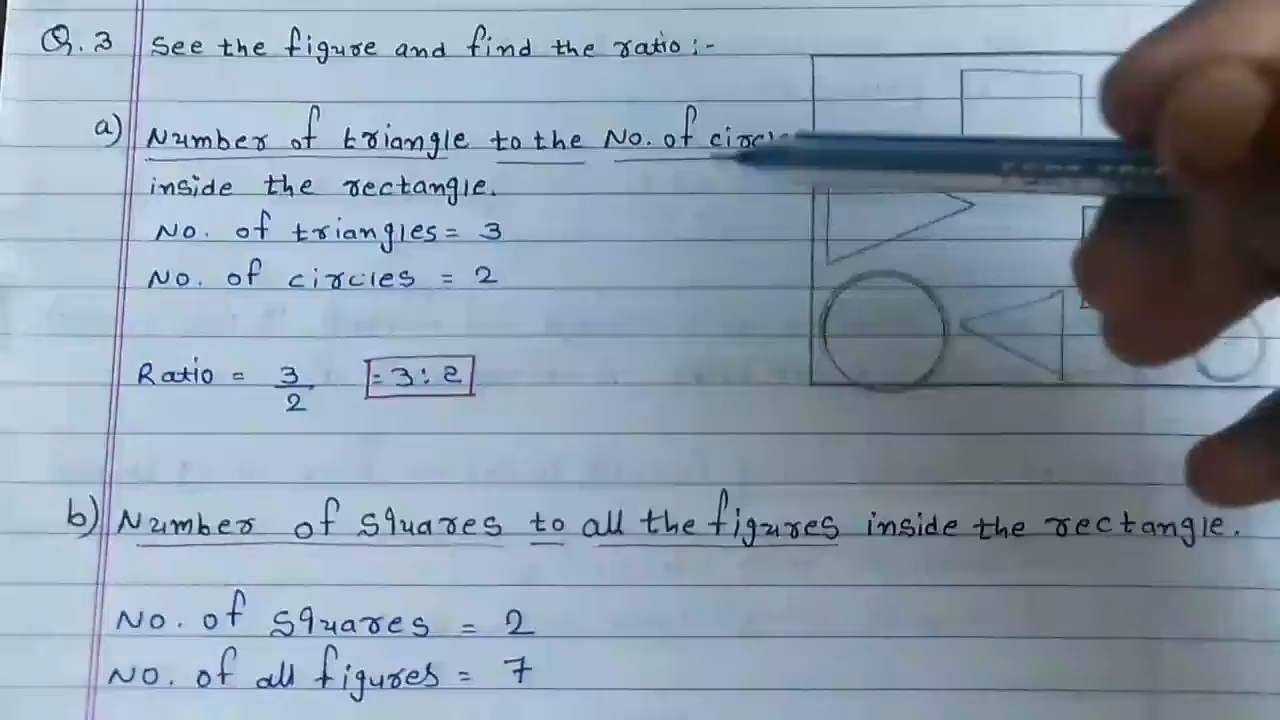 Q.3 See the figure and find the ratio :-
a) Number of triangle to the No. of
inside the rectangle.
No. of triangles = 3
No. of circles = 2
Ratio = 3/2 = 3:2
b) Number of squares to all the figures inside the rectangle.
No. of squares = 2
No. of all figures = 7